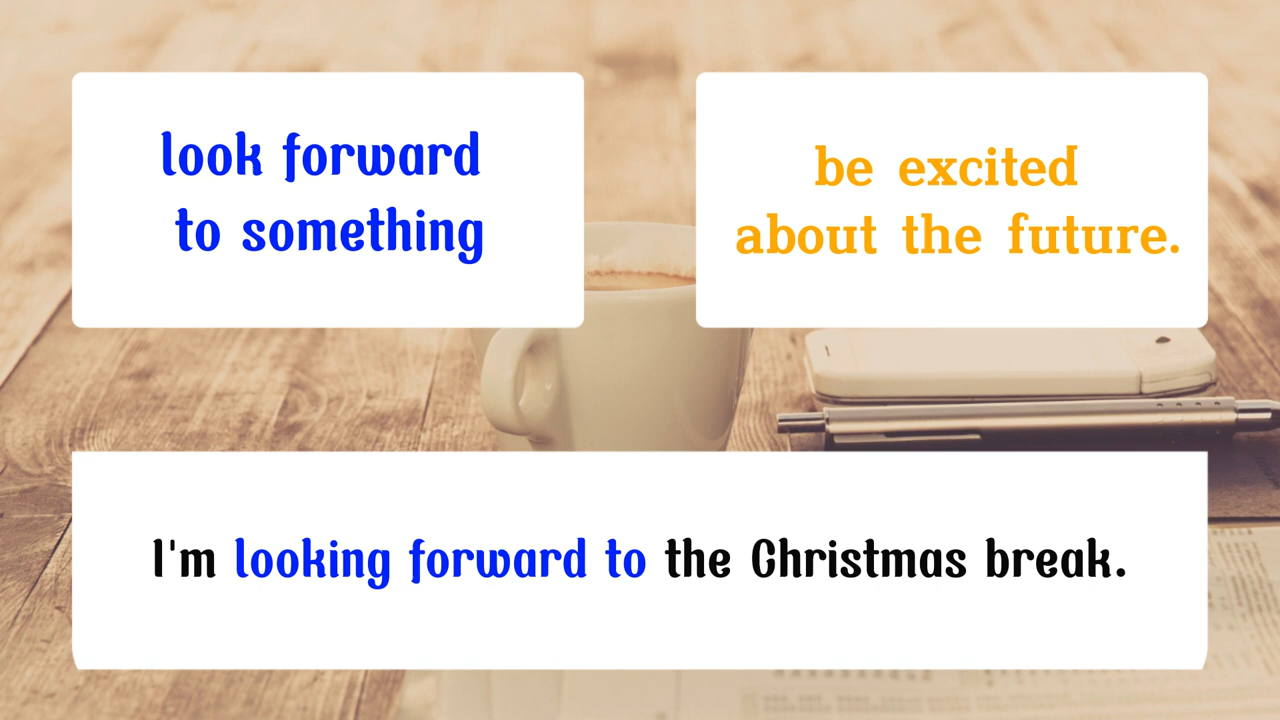 look forward
to something
be excited
about the future.
I'm looking forward to the Christmas break.